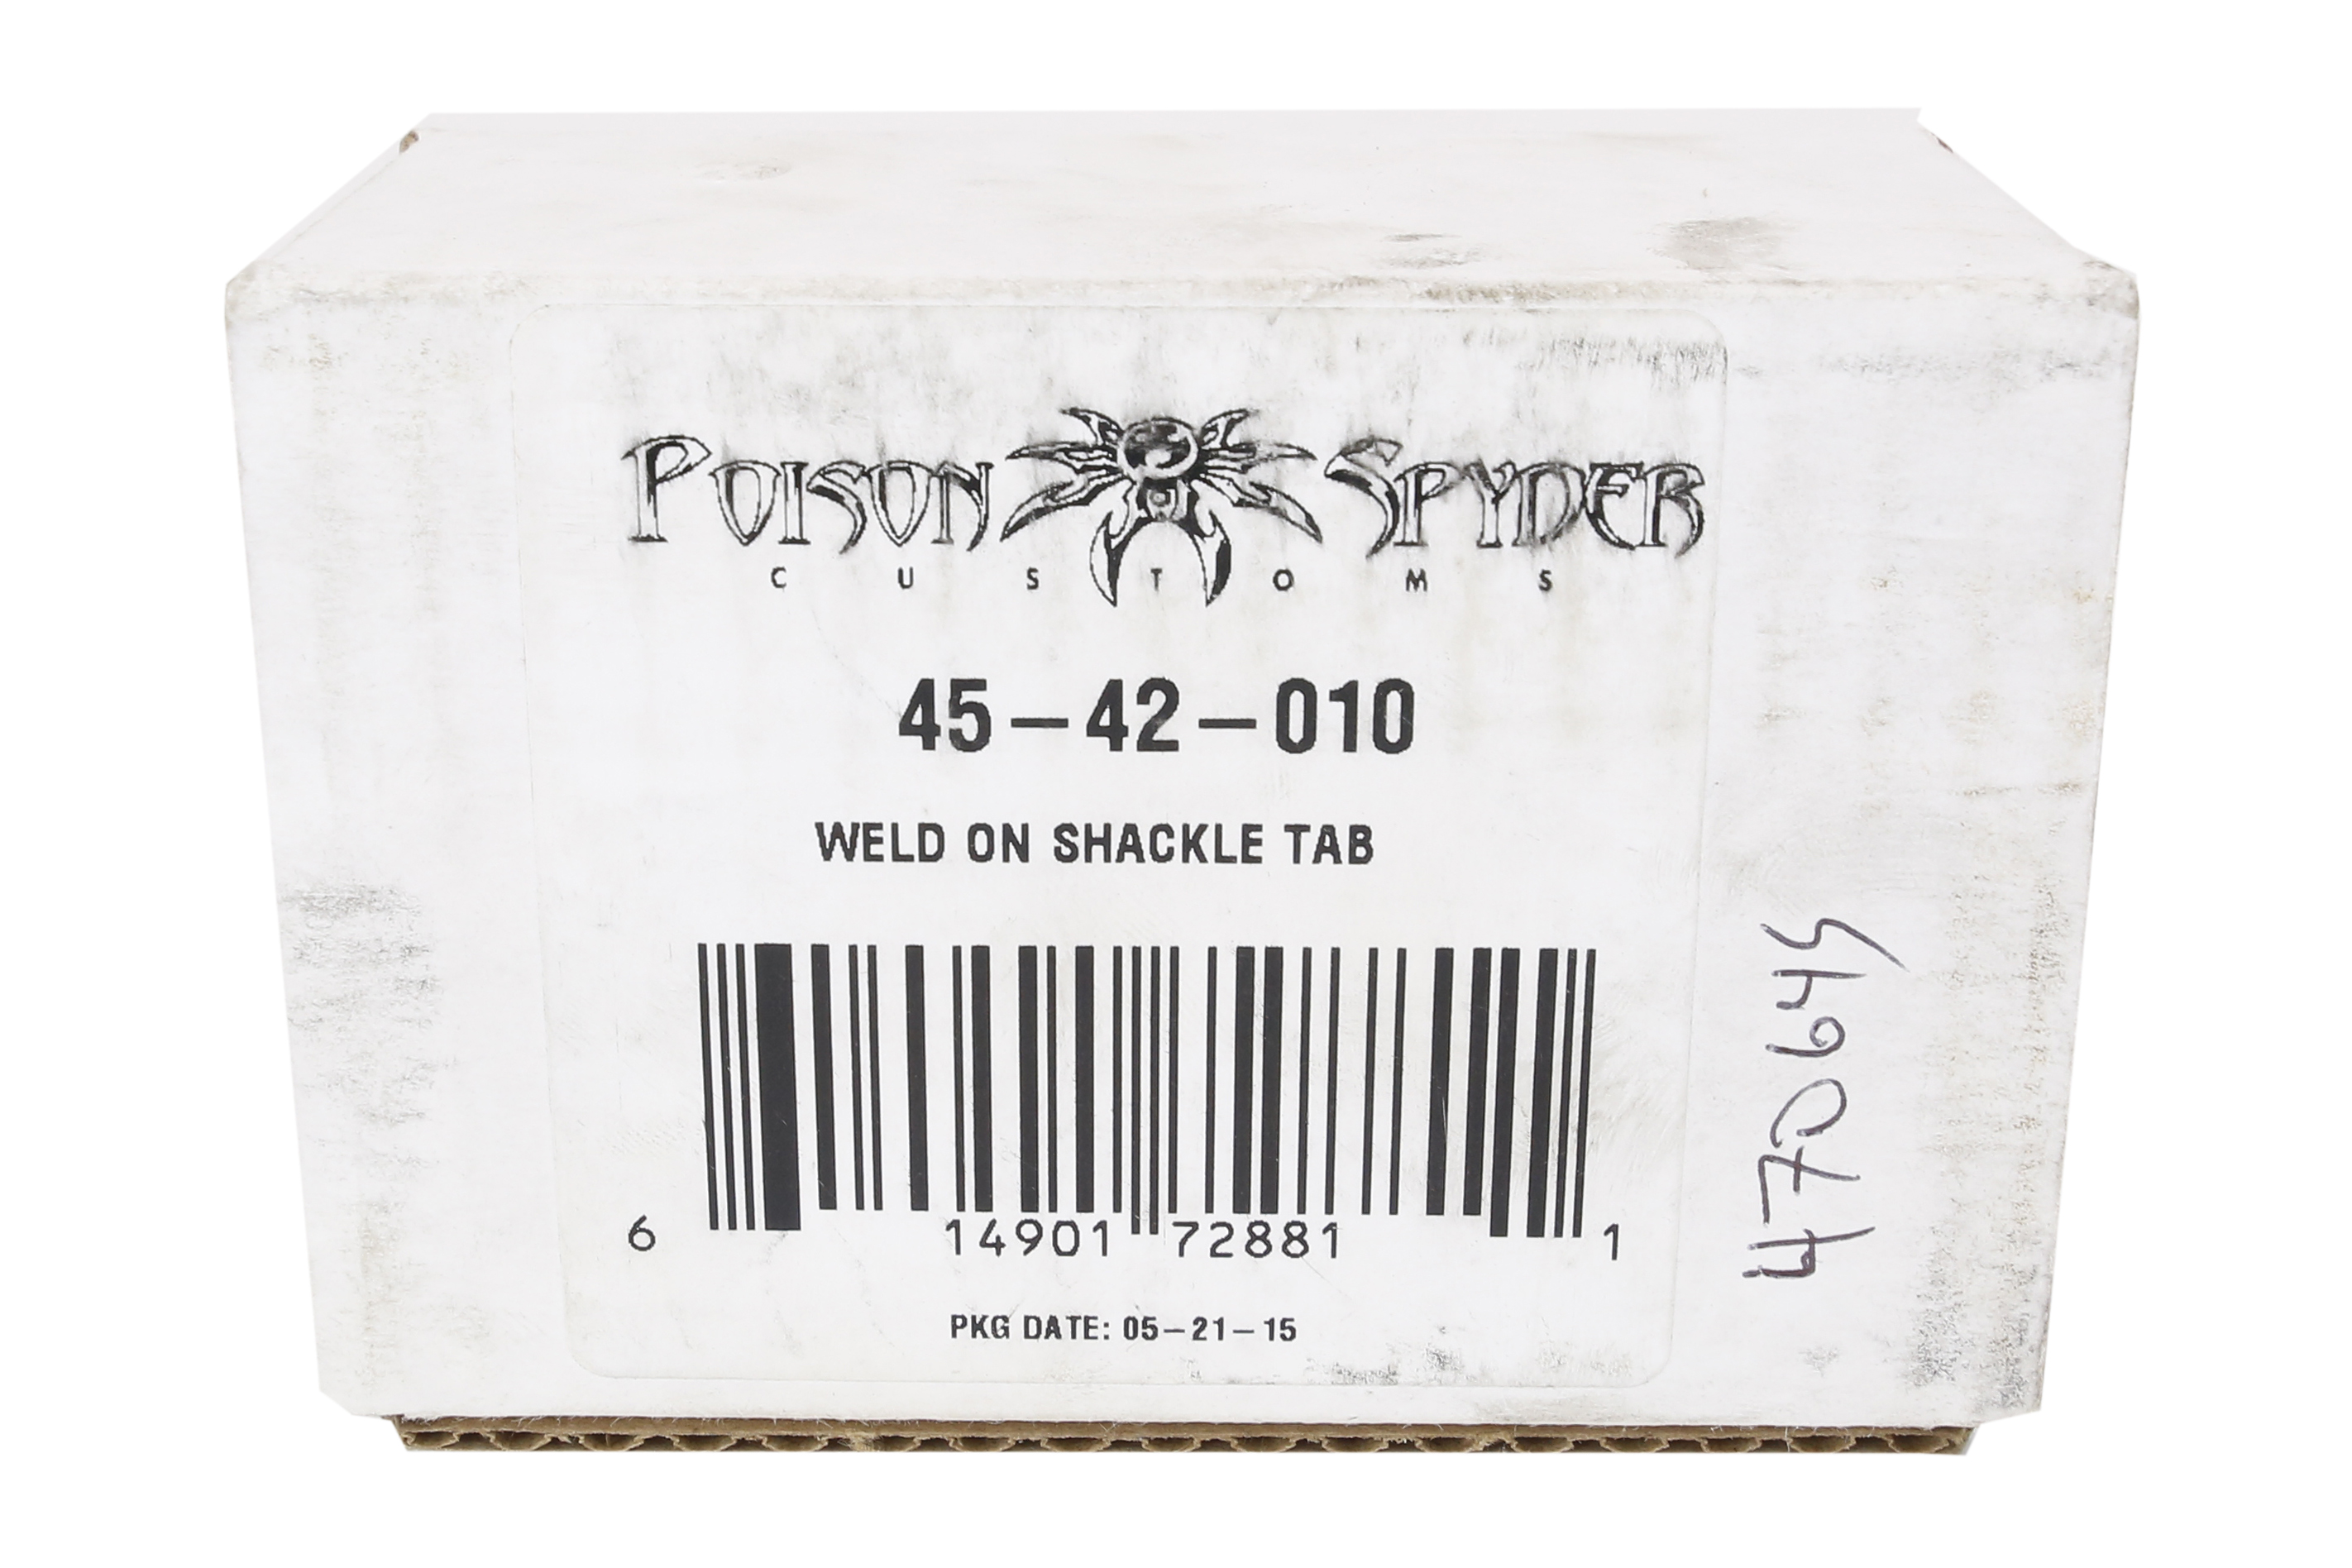 POISON SPYDER
CUSTOMS
45-42-010
WELD ON SHACKLE TAB
6 14901 72881 1
PKG DATE: 05-21-15
470645